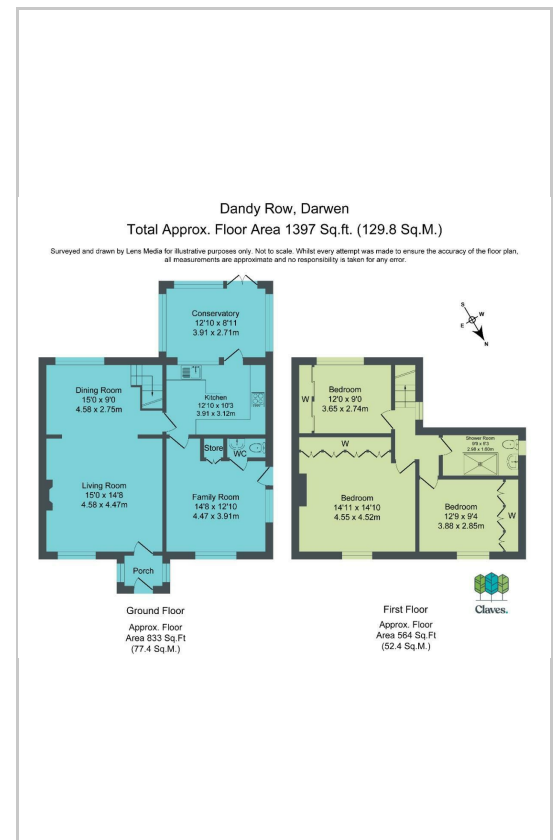 Dandy Row, Darwen
Total Approx. Floor Area 1397 Sq.ft. (129.8 Sq.M.)
Surveyed and drawn by Lens Media for illustrative purposes only. Not to scale. Whilst every attempt was made to ensure the accuracy of the floor plan,
all measurements are approximate and no responsibility is taken for any error.
Conservatory
12'10 x 8'11
3.91 x 2.71m
S
W
E
N
Dining Room
15'0 x 9'0
4.58 x 2.75m
Kitchen
12'10 x 10'3
3.91 x 3.12m
Store
WC
Living Room
15'0 x 14'8
4.58 x 4.47m
Family Room
14'8 x 12'10
4.47 x 3.91m
Porch
W
Bedroom
12'0 x 9'0
3.65 x 2.74m
W
Shower Room
2.98 x 1.60m
Bedroom
14'11 x 14'10
4.55 x 4.52m
Bedroom
12'9 x 9'4
3.88 x 2.85m
W
Claves.
Ground Floor
Approx. Floor
Area 833 Sq.Ft
(77.4 Sq.M.)
First Floor
Approx. Floor
Area 564 Sq.Ft
(52.4 Sq.M.)